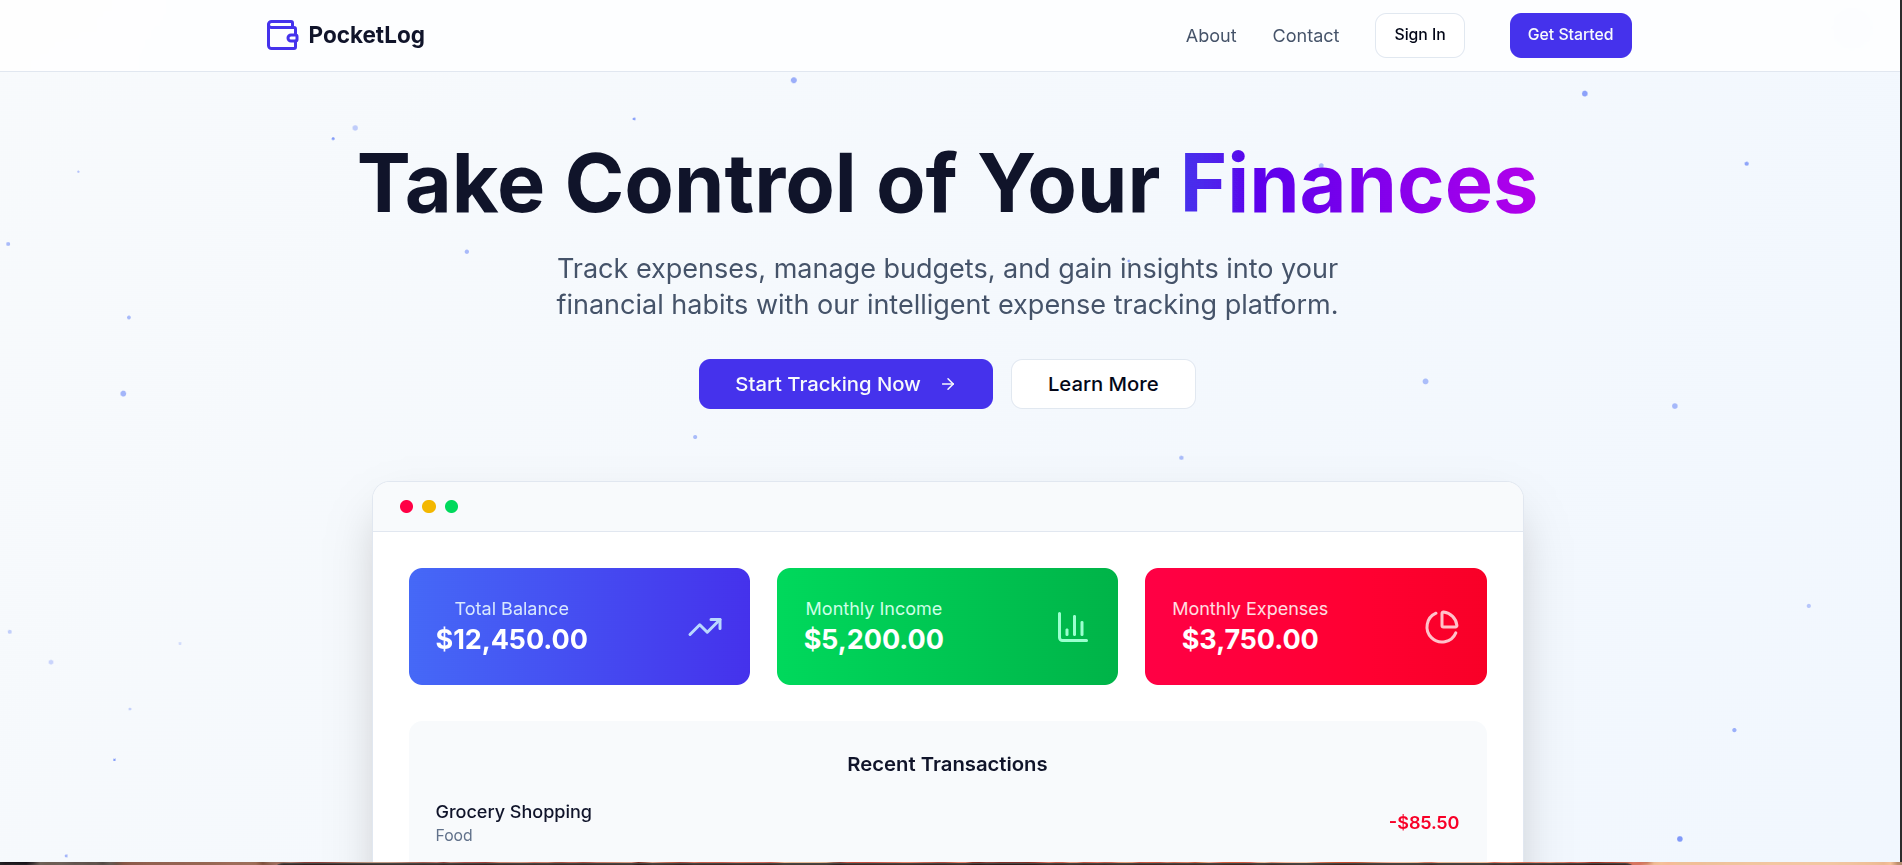 PocketLog
About
Contact
Sign In
Get Started
Take Control of Your Finances
Track expenses, manage budgets, and gain insights into your
financial habits with our intelligent expense tracking platform.
Start Tracking Now
Learn More
Total Balance
$12,450.00
Monthly Income
$5,200.00
Monthly Expenses
$3,750.00
Recent Transactions
Grocery Shopping
Food
-$85.50